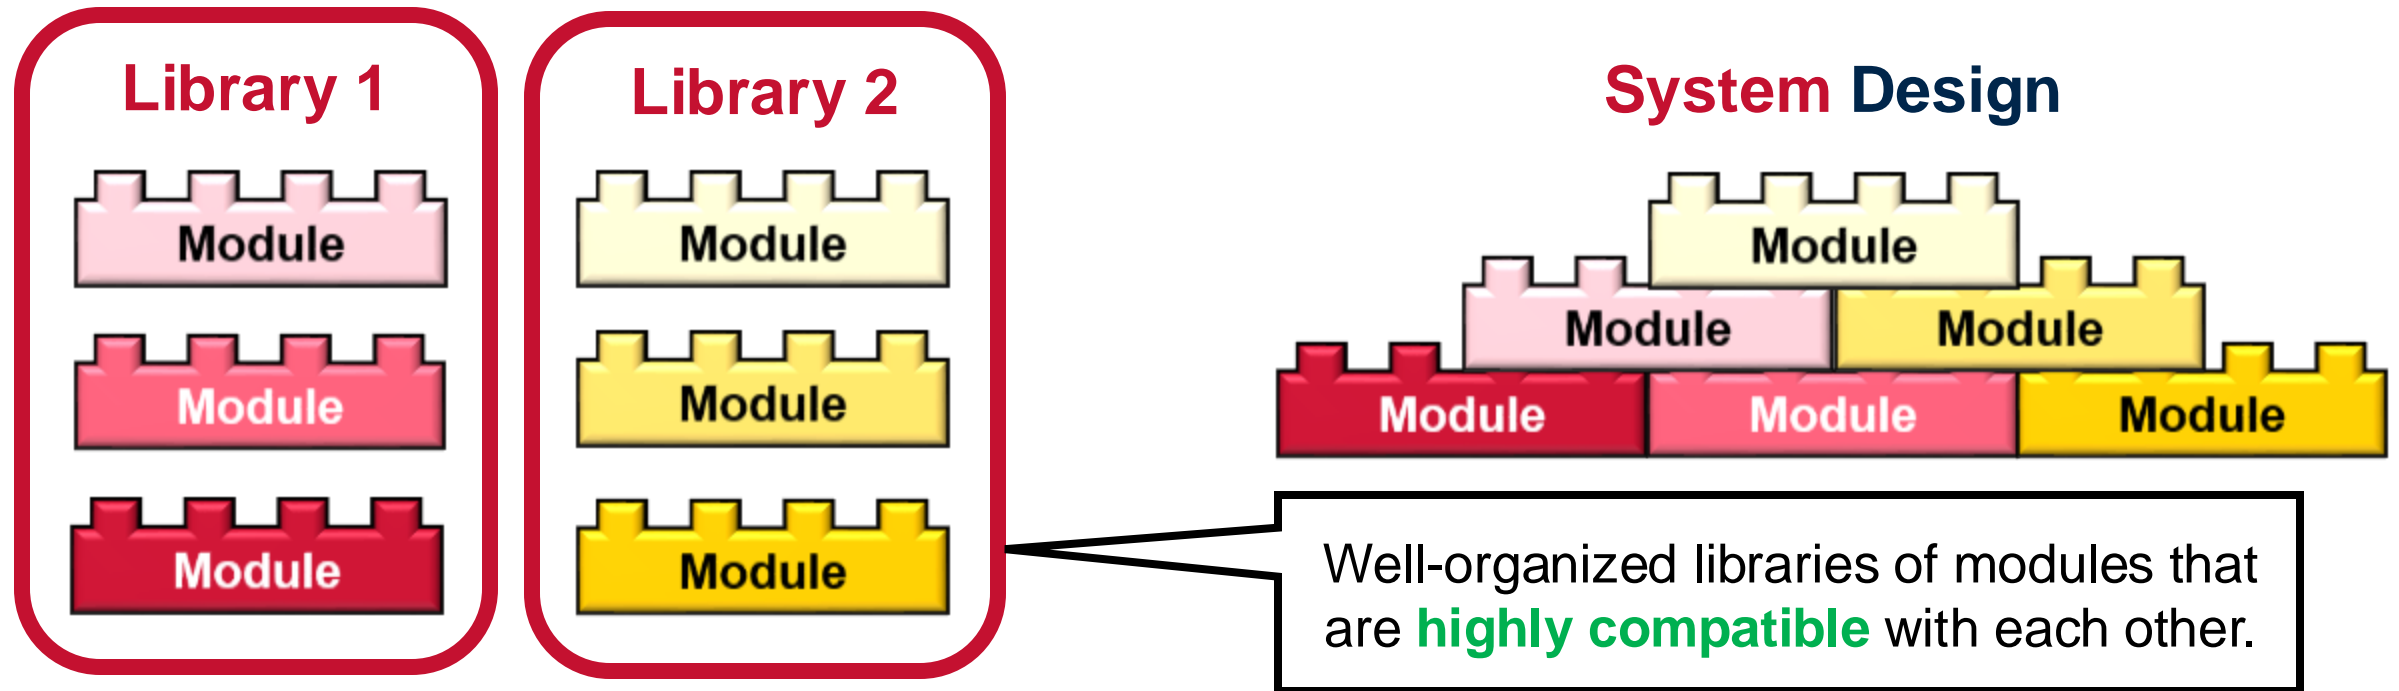 Library 1
Module
Module
Module
Library 2
Module
Module
Module
System Design
Module
Module
Module
Module
Module
Module
Well-organized libraries of modules that
are highly compatible with each other.